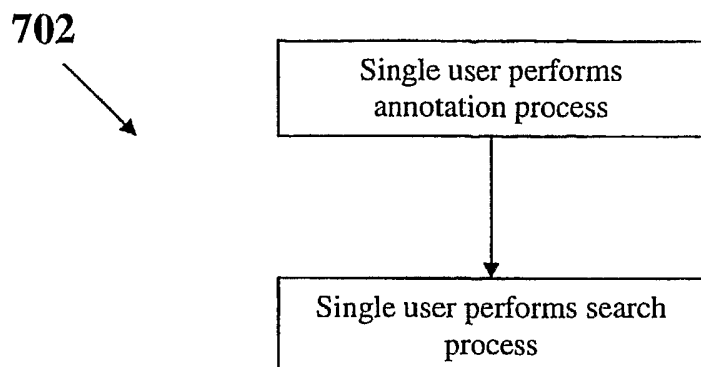 702
Single user performs
annotation process
Single user performs search
process